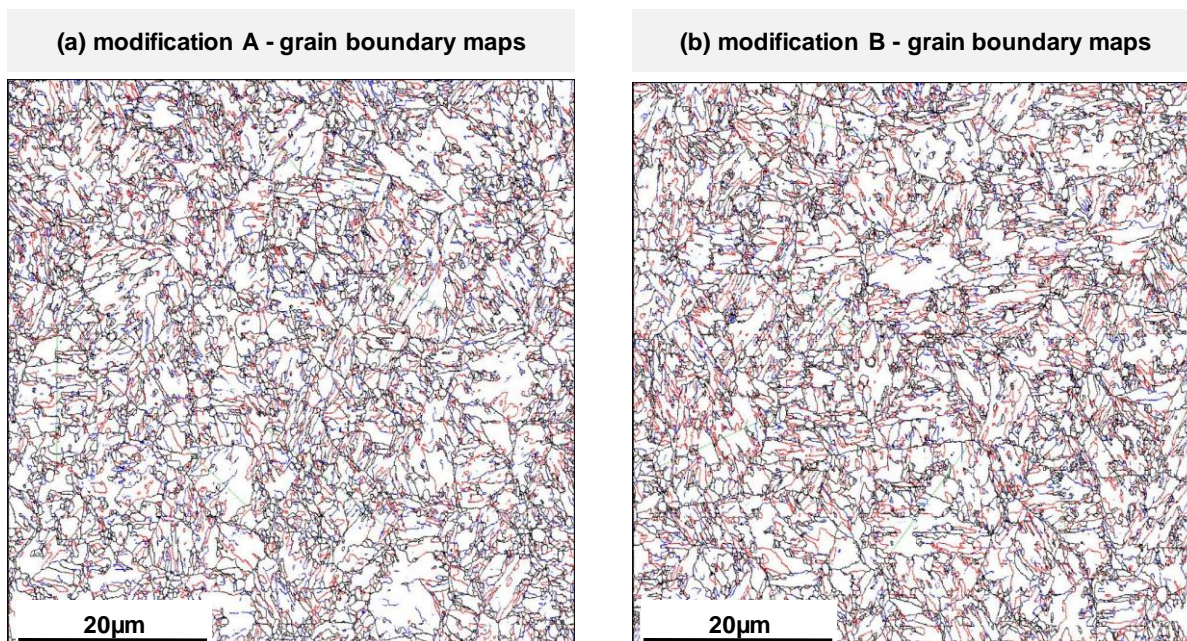 (a) modification A - grain boundary maps
(b) modification B - grain boundary maps
20µm
20µm